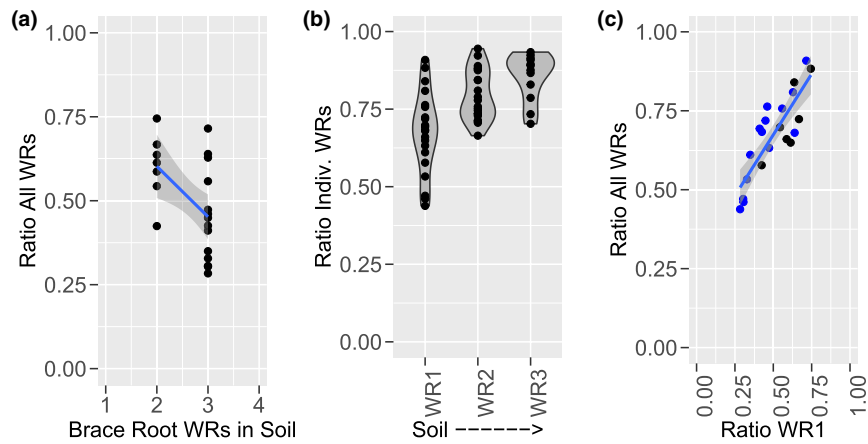 (a)
Ratio All WRs
1.00
0.75
0.50
0.25
0.00
1 2 3 4
Brace Root WRs in Soil
(b)
Ratio Indiv. WRs
1.00
0.75
0.50
0.25
0.00
WR1 WR2 WR3
Soil ------->
(c)
Ratio All WRs
1.00
0.75
0.50
0.25
0.00
0.00 0.25 0.50 0.75 1.00
Ratio WR1